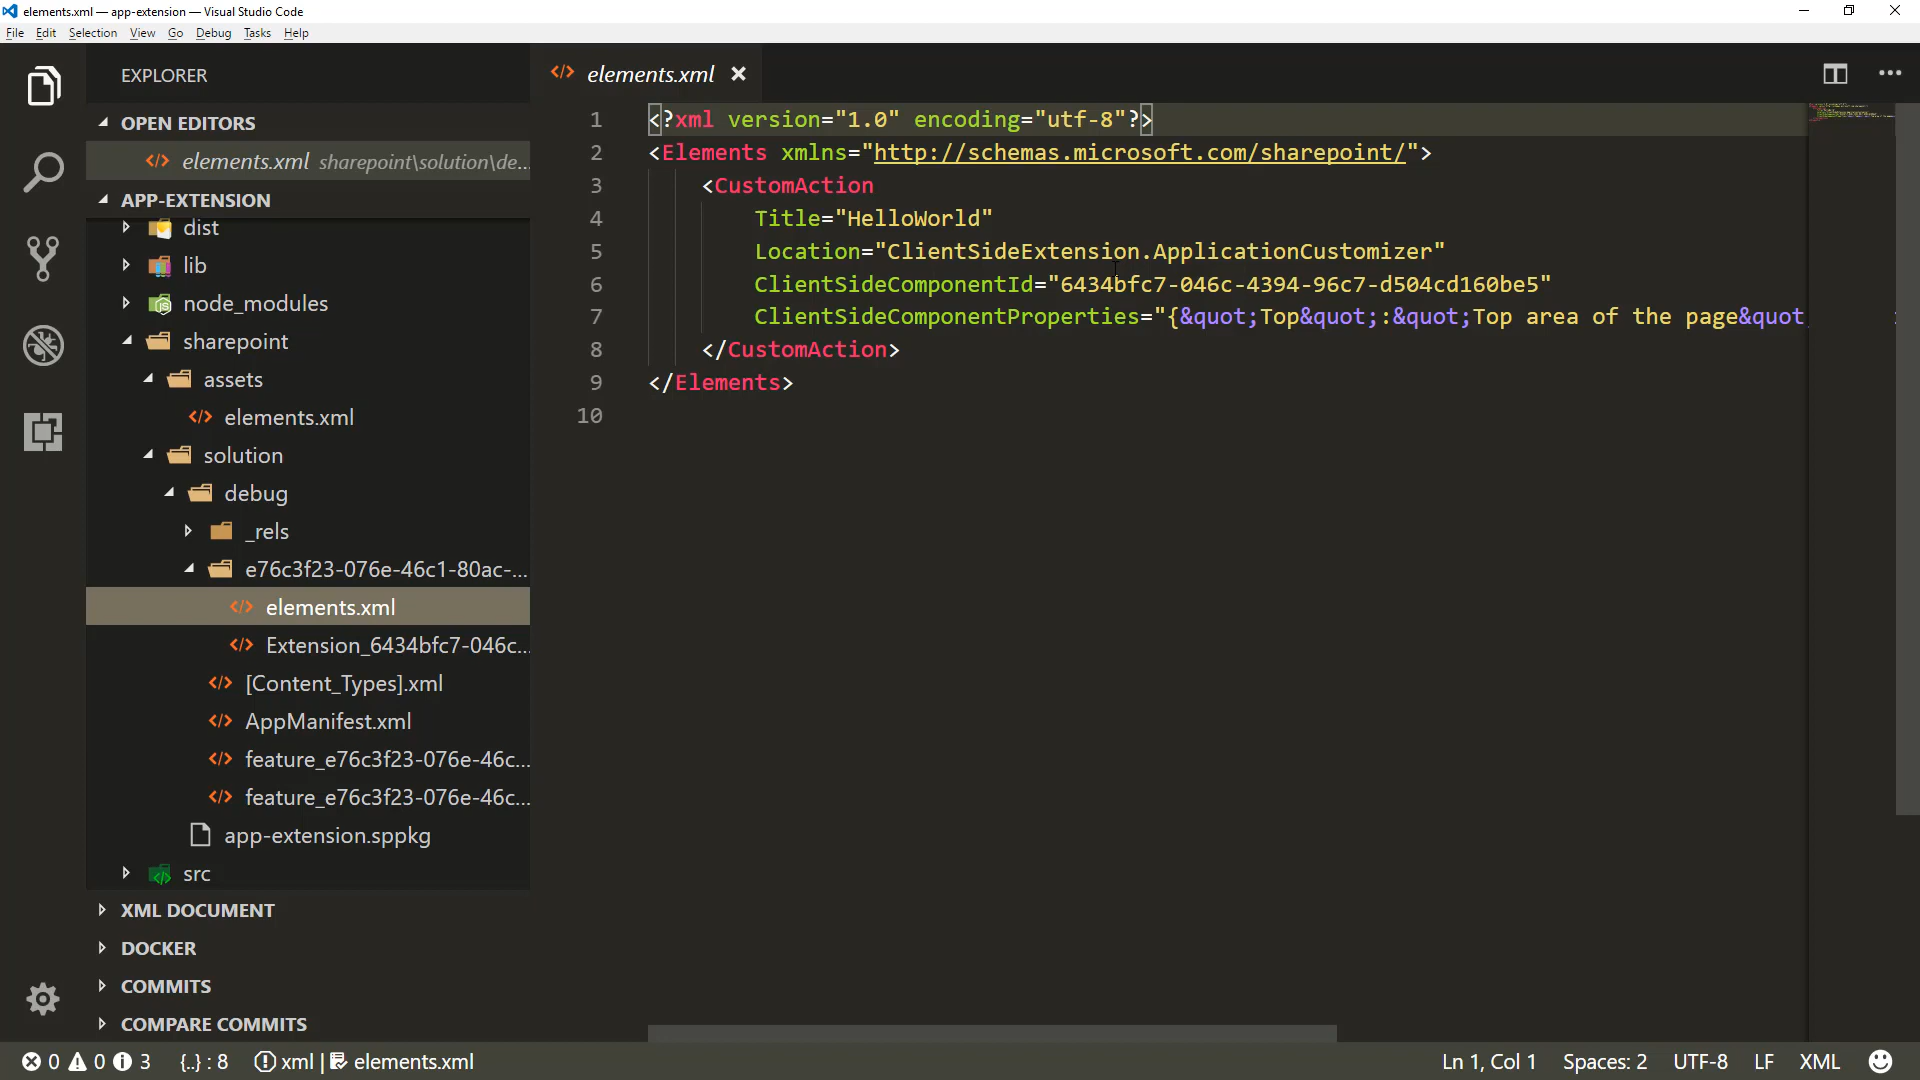 elements.xml — app-extension — Visual Studio Code
File Edit Selection View Go Debug Tasks Help
EXPLORER
OPEN EDITORS
elements.xml sharepoint\solution\de...
APP-EXTENSION
dist
lib
node_modules
sharepoint
assets
elements.xml
solution
debug
_rels
e76c3f23-076e-46c1-80ac-...
elements.xml
Extension_6434bfc7-046c...
[Content_Types].xml
AppManifest.xml
feature_e76c3f23-076e-46c...
feature_e76c3f23-076e-46c...
app-extension.sppkg
src
XML DOCUMENT
DOCKER
COMMITS
COMPARE COMMITS
elements.xml
1 <?xml version="1.0" encoding="utf-8"?>
2 <Elements xmlns="http://schemas.microsoft.com/sharepoint/">
3 <CustomAction
4 Title="HelloWorld"
5 Location="ClientSideExtension.ApplicationCustomizer"
6 ClientSideComponentId="6434bfc7-046c-4394-96c7-d504cd160be5"
7 ClientSideComponentProperties="{&quot;Top&quot;:&quot;Top area of the page&quot;
8 </CustomAction>
9 </Elements>
10
0 0 3 {..} : 8 xml | elements.xml
Ln 1, Col 1 Spaces: 2 UTF-8 LF XML